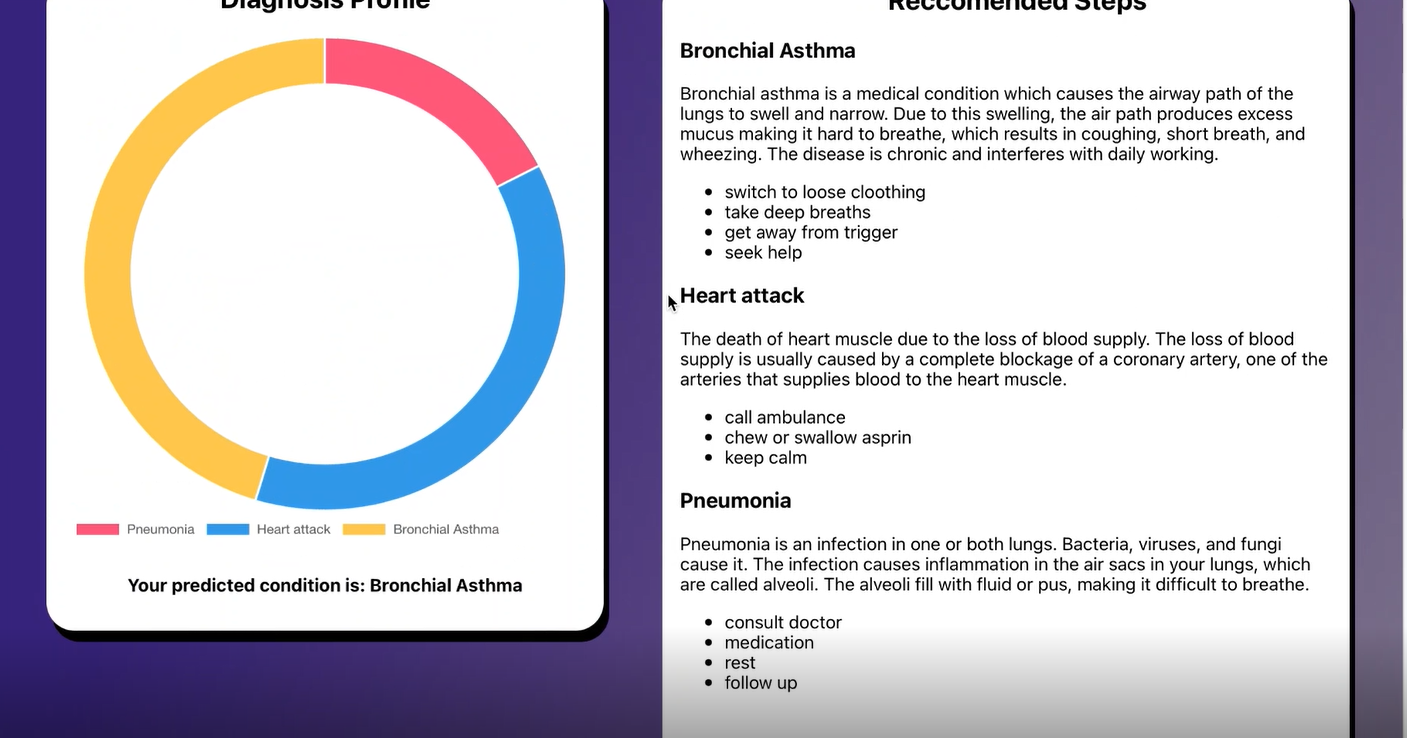 Diagnosis Profile
Pneumonia Heart attack Bronchial Asthma
Your predicted condition is: Bronchial Asthma
Reccomended Steps
Bronchial Asthma
Bronchial asthma is a medical condition which causes the airway path of the
lungs to swell and narrow. Due to this swelling, the air path produces excess
mucus making it hard to breathe, which results in coughing, short breath, and
wheezing. The disease is chronic and interferes with daily working.
• switch to loose cloothing
• take deep breaths
• get away from trigger
• seek help
Heart attack
The death of heart muscle due to the loss of blood supply. The loss of blood
supply is usually caused by a complete blockage of a coronary artery, one of the
arteries that supplies blood to the heart muscle.
• call ambulance
• chew or swallow asprin
• keep calm
Pneumonia
Pneumonia is an infection in one or both lungs. Bacteria, viruses, and fungi
cause it. The infection causes inflammation in the air sacs in your lungs, which
are called alveoli. The alveoli fill with fluid or pus, making it difficult to breathe.
• consult doctor
• medication
• rest
• follow up